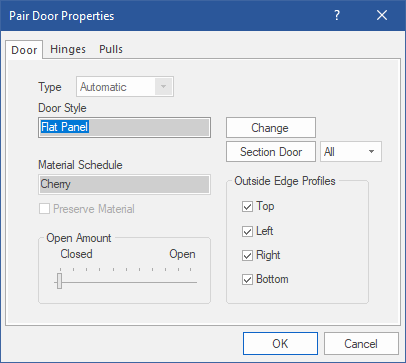 Pair Door Properties
?
Door Hinges Pulls
Type Automatic
Door Style
Flat Panel Change
Section Door All
Material Schedule
Cherry
Preserve Material
Outside Edge Profiles
Top
Left
Right
Bottom
Open Amount
Closed Open
OK Cancel